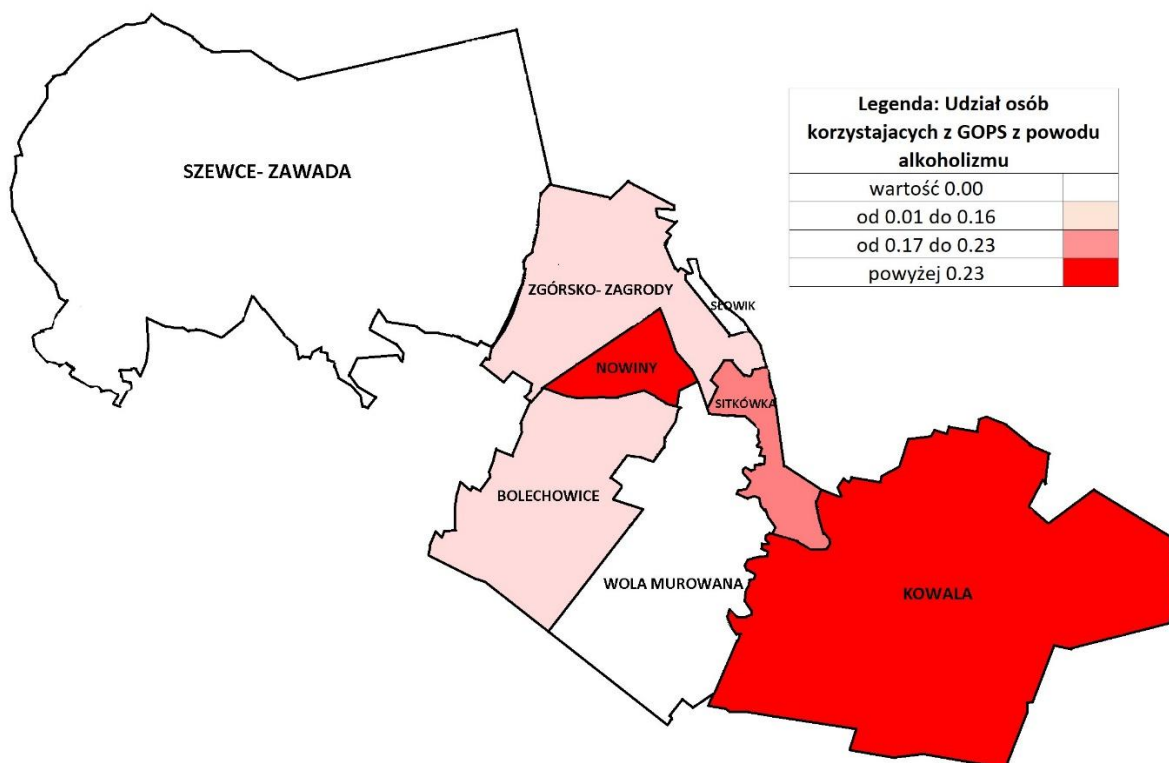 Legenda: Udział osób
korzystajacych z GOPS z powodu
alkoholizmu
wartość 0.00
od 0.01 do 0.16
od 0.17 do 0.23
powyżej 0.23
SZEWCE- ZAWADA
ZGÓRSKO- ZAGRODY
SŁOWIK
NOWINY
SITKÓWKA
BOLECHOWICE
WOLA MUROWANA
KOWALA